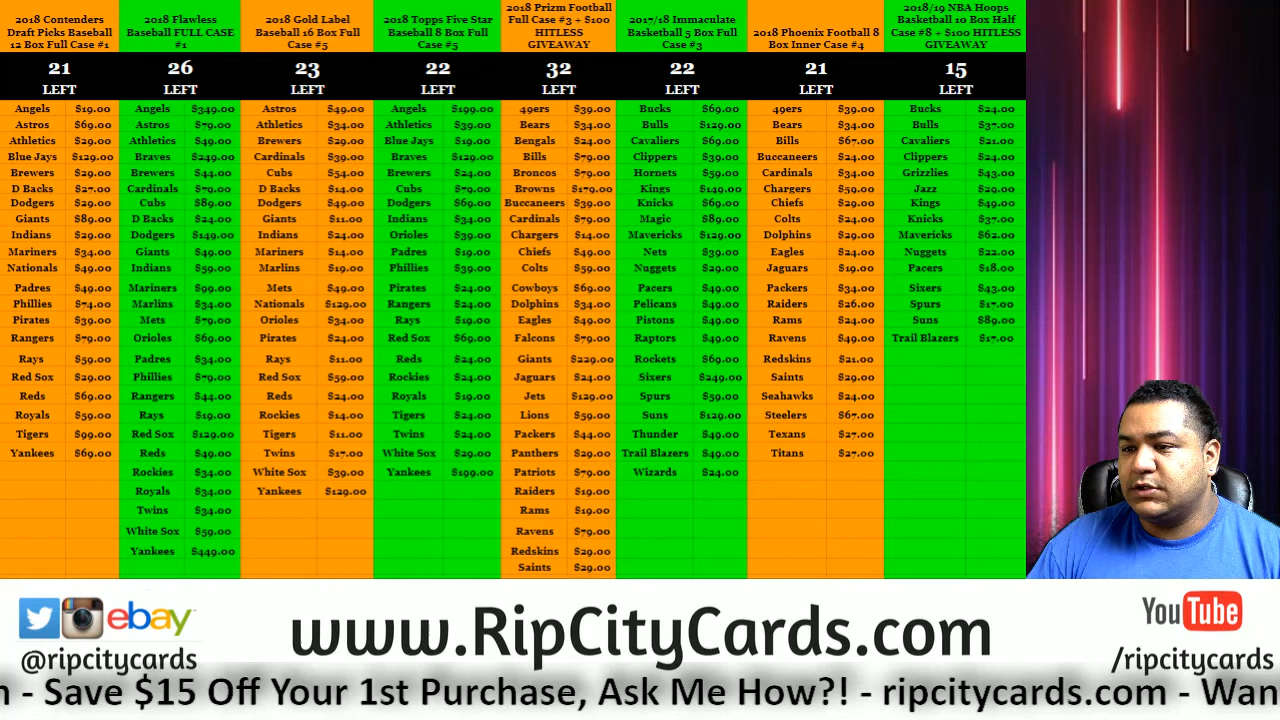 2018 Contenders
Draft Picks Baseball
12 Box Full Case #1
21
LEFT
Angels $19.00
Astros $69.00
Athletics $29.00
Blue Jays $129.00
Brewers $29.00
D Backs $27.00
Dodgers $29.00
Giants $89.00
Indians $29.00
Mariners $34.00
Nationals $49.00
Padres $49.00
Phillies $74.00
Pirates $39.00
Rangers $79.00
Rays $59.00
Red Sox $29.00
Reds $69.00
Royals $59.00
Tigers $99.00
Yankees $69.00
2018 Flawless
Baseball FULL CASE
#1
26
LEFT
Angels $349.00
Astros $79.00
Athletics $49.00
Braves $249.00
Brewers $44.00
Cardinals $79.00
Cubs $89.00
D Backs $24.00
Dodgers $149.00
Giants $49.00
Indians $59.00
Mariners $99.00
Marlins $34.00
Mets $79.00
Orioles $69.00
Padres $34.00
Phillies $79.00
Rangers $44.00
Rays $19.00
Red Sox $129.00
Reds $49.00
Rockies $34.00
Royals $34.00
Twins $34.00
White Sox $59.00
Yankees $449.00
2018 Gold Label
Baseball 16 Box Full
Case #5
23
LEFT
Astros $49.00
Athletics $34.00
Brewers $29.00
Cardinals $39.00
Cubs $54.00
D Backs $14.00
Dodgers $49.00
Giants $11.00
Indians $24.00
Mariners $14.00
Marlins $19.00
Mets $49.00
Nationals $129.00
Orioles $34.00
Pirates $24.00
Rays $11.00
Red Sox $59.00
Reds $24.00
Rockies $14.00
Tigers $11.00
Twins $17.00
White Sox $39.00
Yankees $129.00
2018 Topps Five Star
Baseball 8 Box Full
Case #5
22
LEFT
Angels $199.00
Athletics $39.00
Blue Jays $19.00
Braves $129.00
Brewers $24.00
Cubs $79.00
Dodgers $69.00
Indians $34.00
Orioles $39.00
Padres $19.00
Phillies $39.00
Pirates $24.00
Rangers $24.00
Rays $19.00
Red Sox $69.00
Reds $24.00
Rockies $24.00
Royals $19.00
Tigers $24.00
Twins $24.00
White Sox $29.00
Yankees $199.00
2018 Prizm Football
Full Case #3 + $100
HITLESS
GIVEAWAY
32
LEFT
49ers $39.00
Bears $34.00
Bengals $24.00
Bills $79.00
Broncos $79.00
Browns $179.00
Buccaneers $39.00
Cardinals $79.00
Chargers $14.00
Chiefs $49.00
Colts $59.00
Cowboys $69.00
Dolphins $34.00
Eagles $49.00
Falcons $79.00
Giants $229.00
Jaguars $24.00
Jets $129.00
Lions $59.00
Packers $44.00
Panthers $29.00
Patriots $79.00
Raiders $19.00
Rams $19.00
Ravens $79.00
Redskins $29.00
Saints $29.00
2017/18 Immaculate
Basketball 5 Box Full
Case #3
22
LEFT
Bucks $69.00
Bulls $129.00
Cavaliers $69.00
Clippers $39.00
Hornets $59.00
Kings $149.00
Knicks $69.00
Magic $89.00
Mavericks $129.00
Nets $39.00
Nuggets $29.00
Pacers $49.00
Pelicans $49.00
Pistons $49.00
Raptors $49.00
Rockets $69.00
Sixers $249.00
Spurs $59.00
Suns $129.00
Thunder $49.00
Trail Blazers $49.00
Wizards $24.00
2018 Phoenix Football 8
Box Inner Case #4
21
LEFT
49ers $39.00
Bears $34.00
Bills $67.00
Buccaneers $24.00
Cardinals $34.00
Chargers $59.00
Chiefs $29.00
Colts $24.00
Dolphins $29.00
Eagles $24.00
Jaguars $19.00
Packers $34.00
Raiders $26.00
Rams $24.00
Ravens $49.00
Redskins $21.00
Saints $29.00
Seahawks $24.00
Steelers $67.00
Texans $27.00
Titans $27.00
2018/19 NBA Hoops
Basketball 10 Box Half
Case #8 + $100 HITLESS
GIVEAWAY
15
LEFT
Bucks $24.00
Bulls $37.00
Cavaliers $21.00
Clippers $24.00
Grizzlies $43.00
Jazz $29.00
Kings $49.00
Knicks $37.00
Mavericks $62.00
Nuggets $22.00
Pacers $18.00
Sixers $43.00
Spurs $17.00
Suns $89.00
Trail Blazers $17.00
ebay
@ripcitycards
www.RipCityCards.com
YouTube
/ripcitycards
n - Save $15 Off Your 1st Purchase, Ask Me How?! - ripcitycards.com - Wan